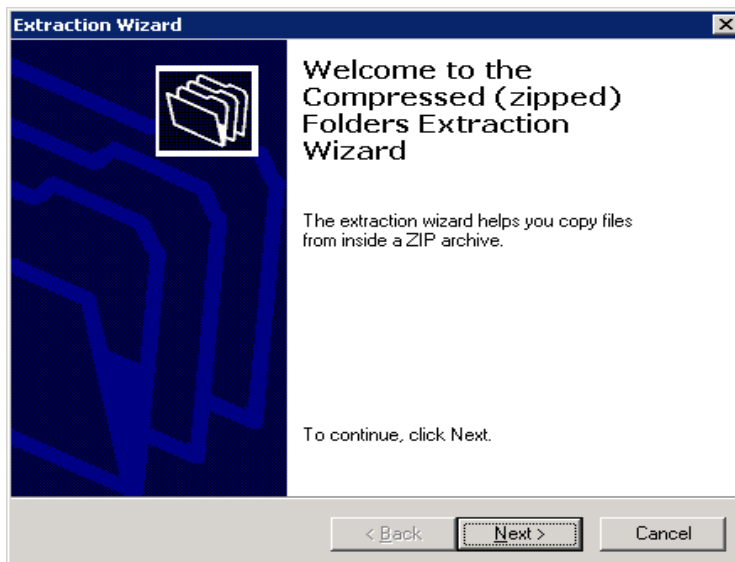 Extraction Wizard
Welcome to the
Compressed (zipped)
Folders Extraction
Wizard
The extraction wizard helps you copy files
from inside a ZIP archive.
To continue, click Next.
< Back
Next >
Cancel